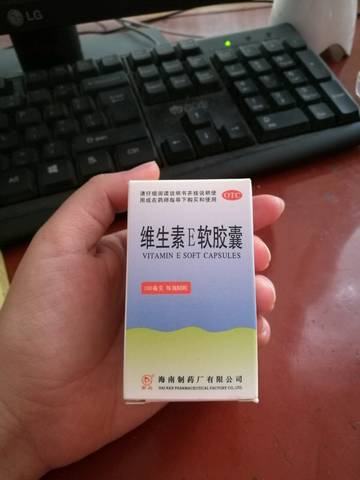 LG
请仔细阅读说明书并按说明使
用或在药师指导下购买和使用
OTC
维生素E软胶囊
VITAMIN E SOFT CAPSULES
海南制药厂有限公司
HAI NAN PHARMACEUTICAL FACTORY CO.,LTD.